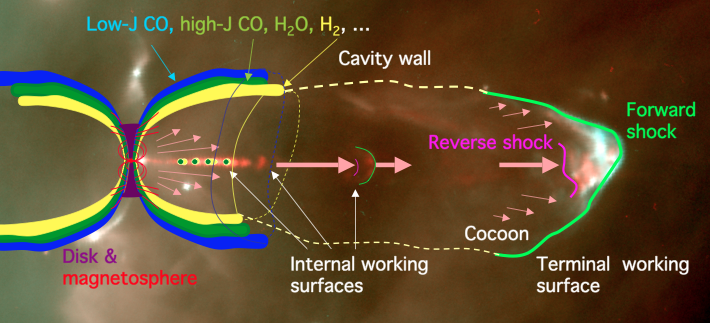 Low-J CO, high-J CO, H₂O, H₂, ...
Cavity wall
Forward
shock
Reverse shock
Cocoon
Disk &
magnetosphere
Internal working
surfaces
Terminal working
surface